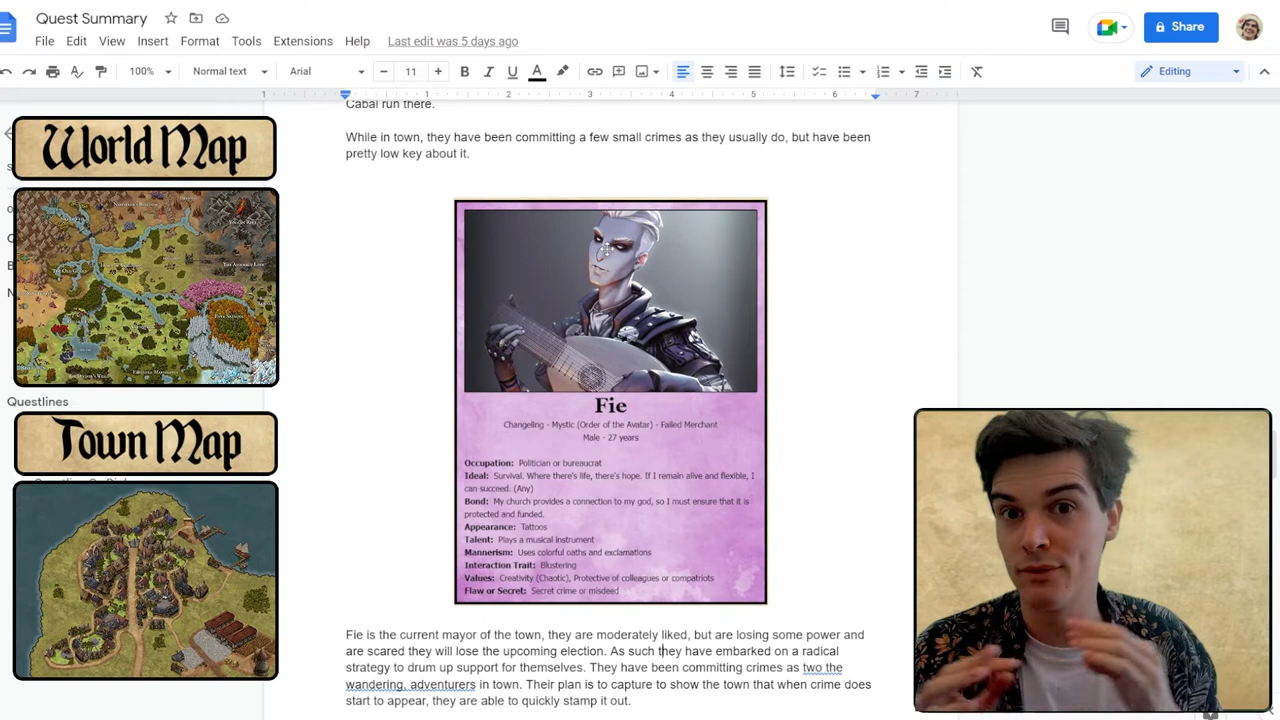 Quest Summary
File Edit View Insert Format Tools Extensions Help Last edit was 5 days ago
Share
100% Normal text Arial 11 Editing
1 1 2 3 4 5 6 7
Cabal run there.
While in town, they have been committing a few small crimes as they usually do, but have been
pretty low key about it.
World Map
Questlines
Town Map
Fie
Changeling - Mystic (Order of the Avatar) - Failed Merchant
Male - 27 years
Occupation: Politician or bureaucrat
Ideal: Survival. Where there's life, there's hope. If I remain alive and flexible, I
can succeed. (Any)
Bond: My church provides a connection to my god, so I must ensure that it is
protected and funded.
Appearance: Tattoos
Talent: Plays a musical instrument
Mannerism: Uses colorful oaths and exclamations
Interaction Trait: Blustering
Values: Creativity (Chaotic), Protective of colleagues or compatriots
Flaw or Secret: Secret crime or misdeed
Fie is the current mayor of the town, they are moderately liked, but are losing some power and
are scared they will lose the upcoming election. As such they have embarked on a radical
strategy to drum up support for themselves. They have been committing crimes as two the
wandering, adventurers in town. Their plan is to capture to show the town that when crime does
start to appear, they are able to quickly stamp it out.